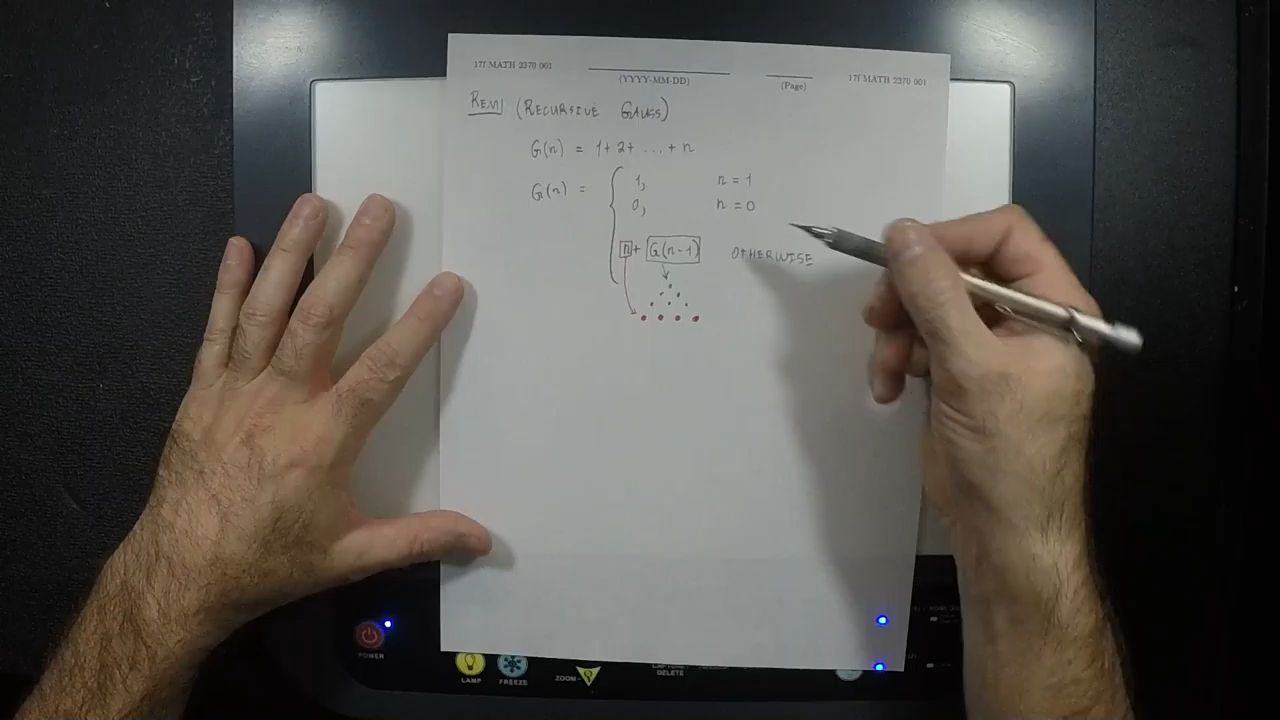 17f MATH 2370 001
(YYYY-MM-DD)
(Page)
17f MATH 2370 001
REM (RECURSIVE GAUSS)
G(n) = 1 + 2 + ... + n
G(n) =
1, n = 1
0, n = 0
n + G(n-1) OTHERWISE
POWER
LAMP
FREEZE
ZOOM
DELETE